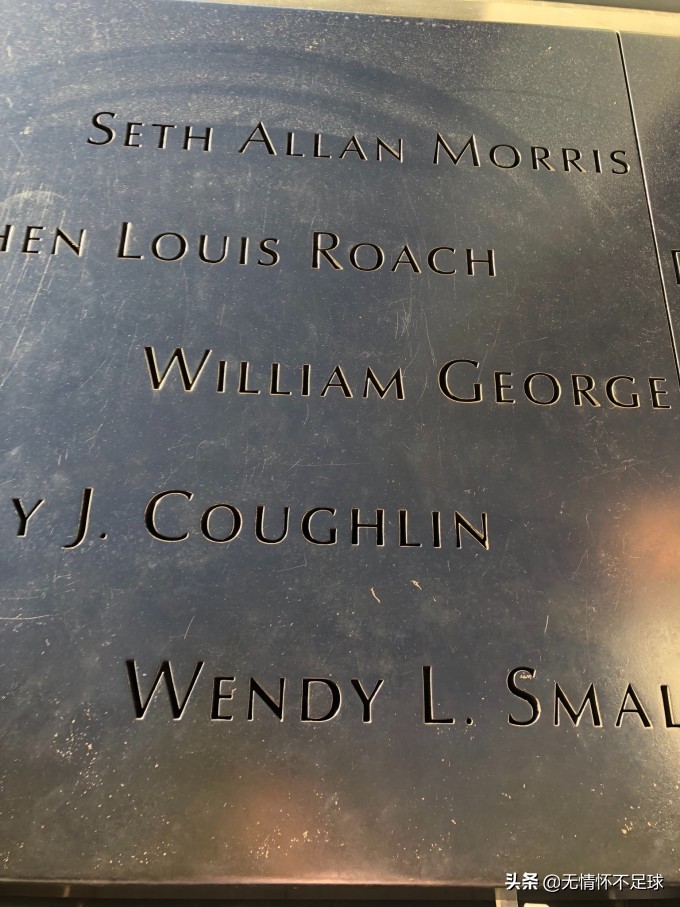 SETH ALLAN MORRIS
HEN LOUIS ROACH
WILLIAM GEORGE
Y J. COUGHLIN
WENDY L. SMAL
头条 @无情怀不足球